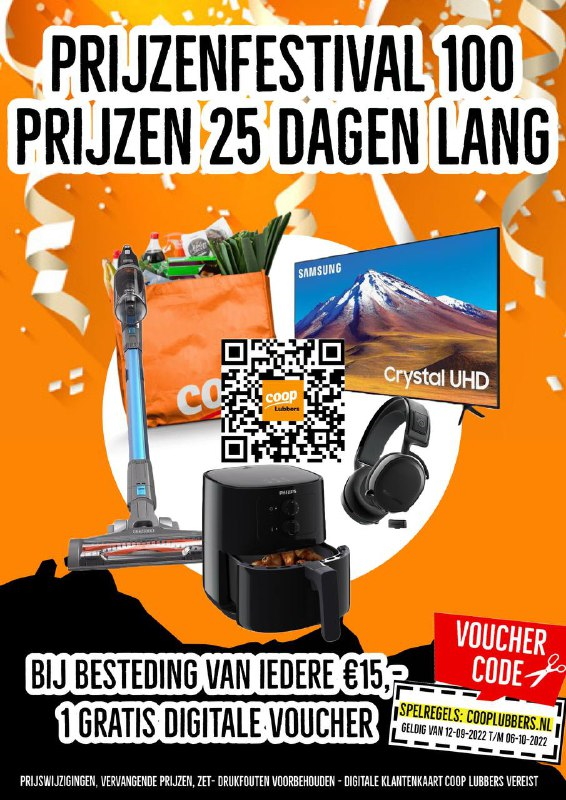 PRIJZENFESTIVAL 100
PRIJZEN 25 DAGEN LANG
SAMSUNG
Crystal UHD
CO
coop
Lubbers
PHILIPS
BIJ BESTEDING VAN IEDERE €15,-
1 GRATIS DIGITALE VOUCHER
VOUCHER
CODE
SPELREGELS: COOPLUBBERS.NL
GELDIG VAN 12-09-2022 T/M 06-10-2022
PRIJSWIJZIGINGEN, VERVANGENDE PRIJZEN, ZET- DRUKFOUTEN VOORBEHOUDEN - DIGITALE KLANTENKAART COOP LUBBERS VEREIST